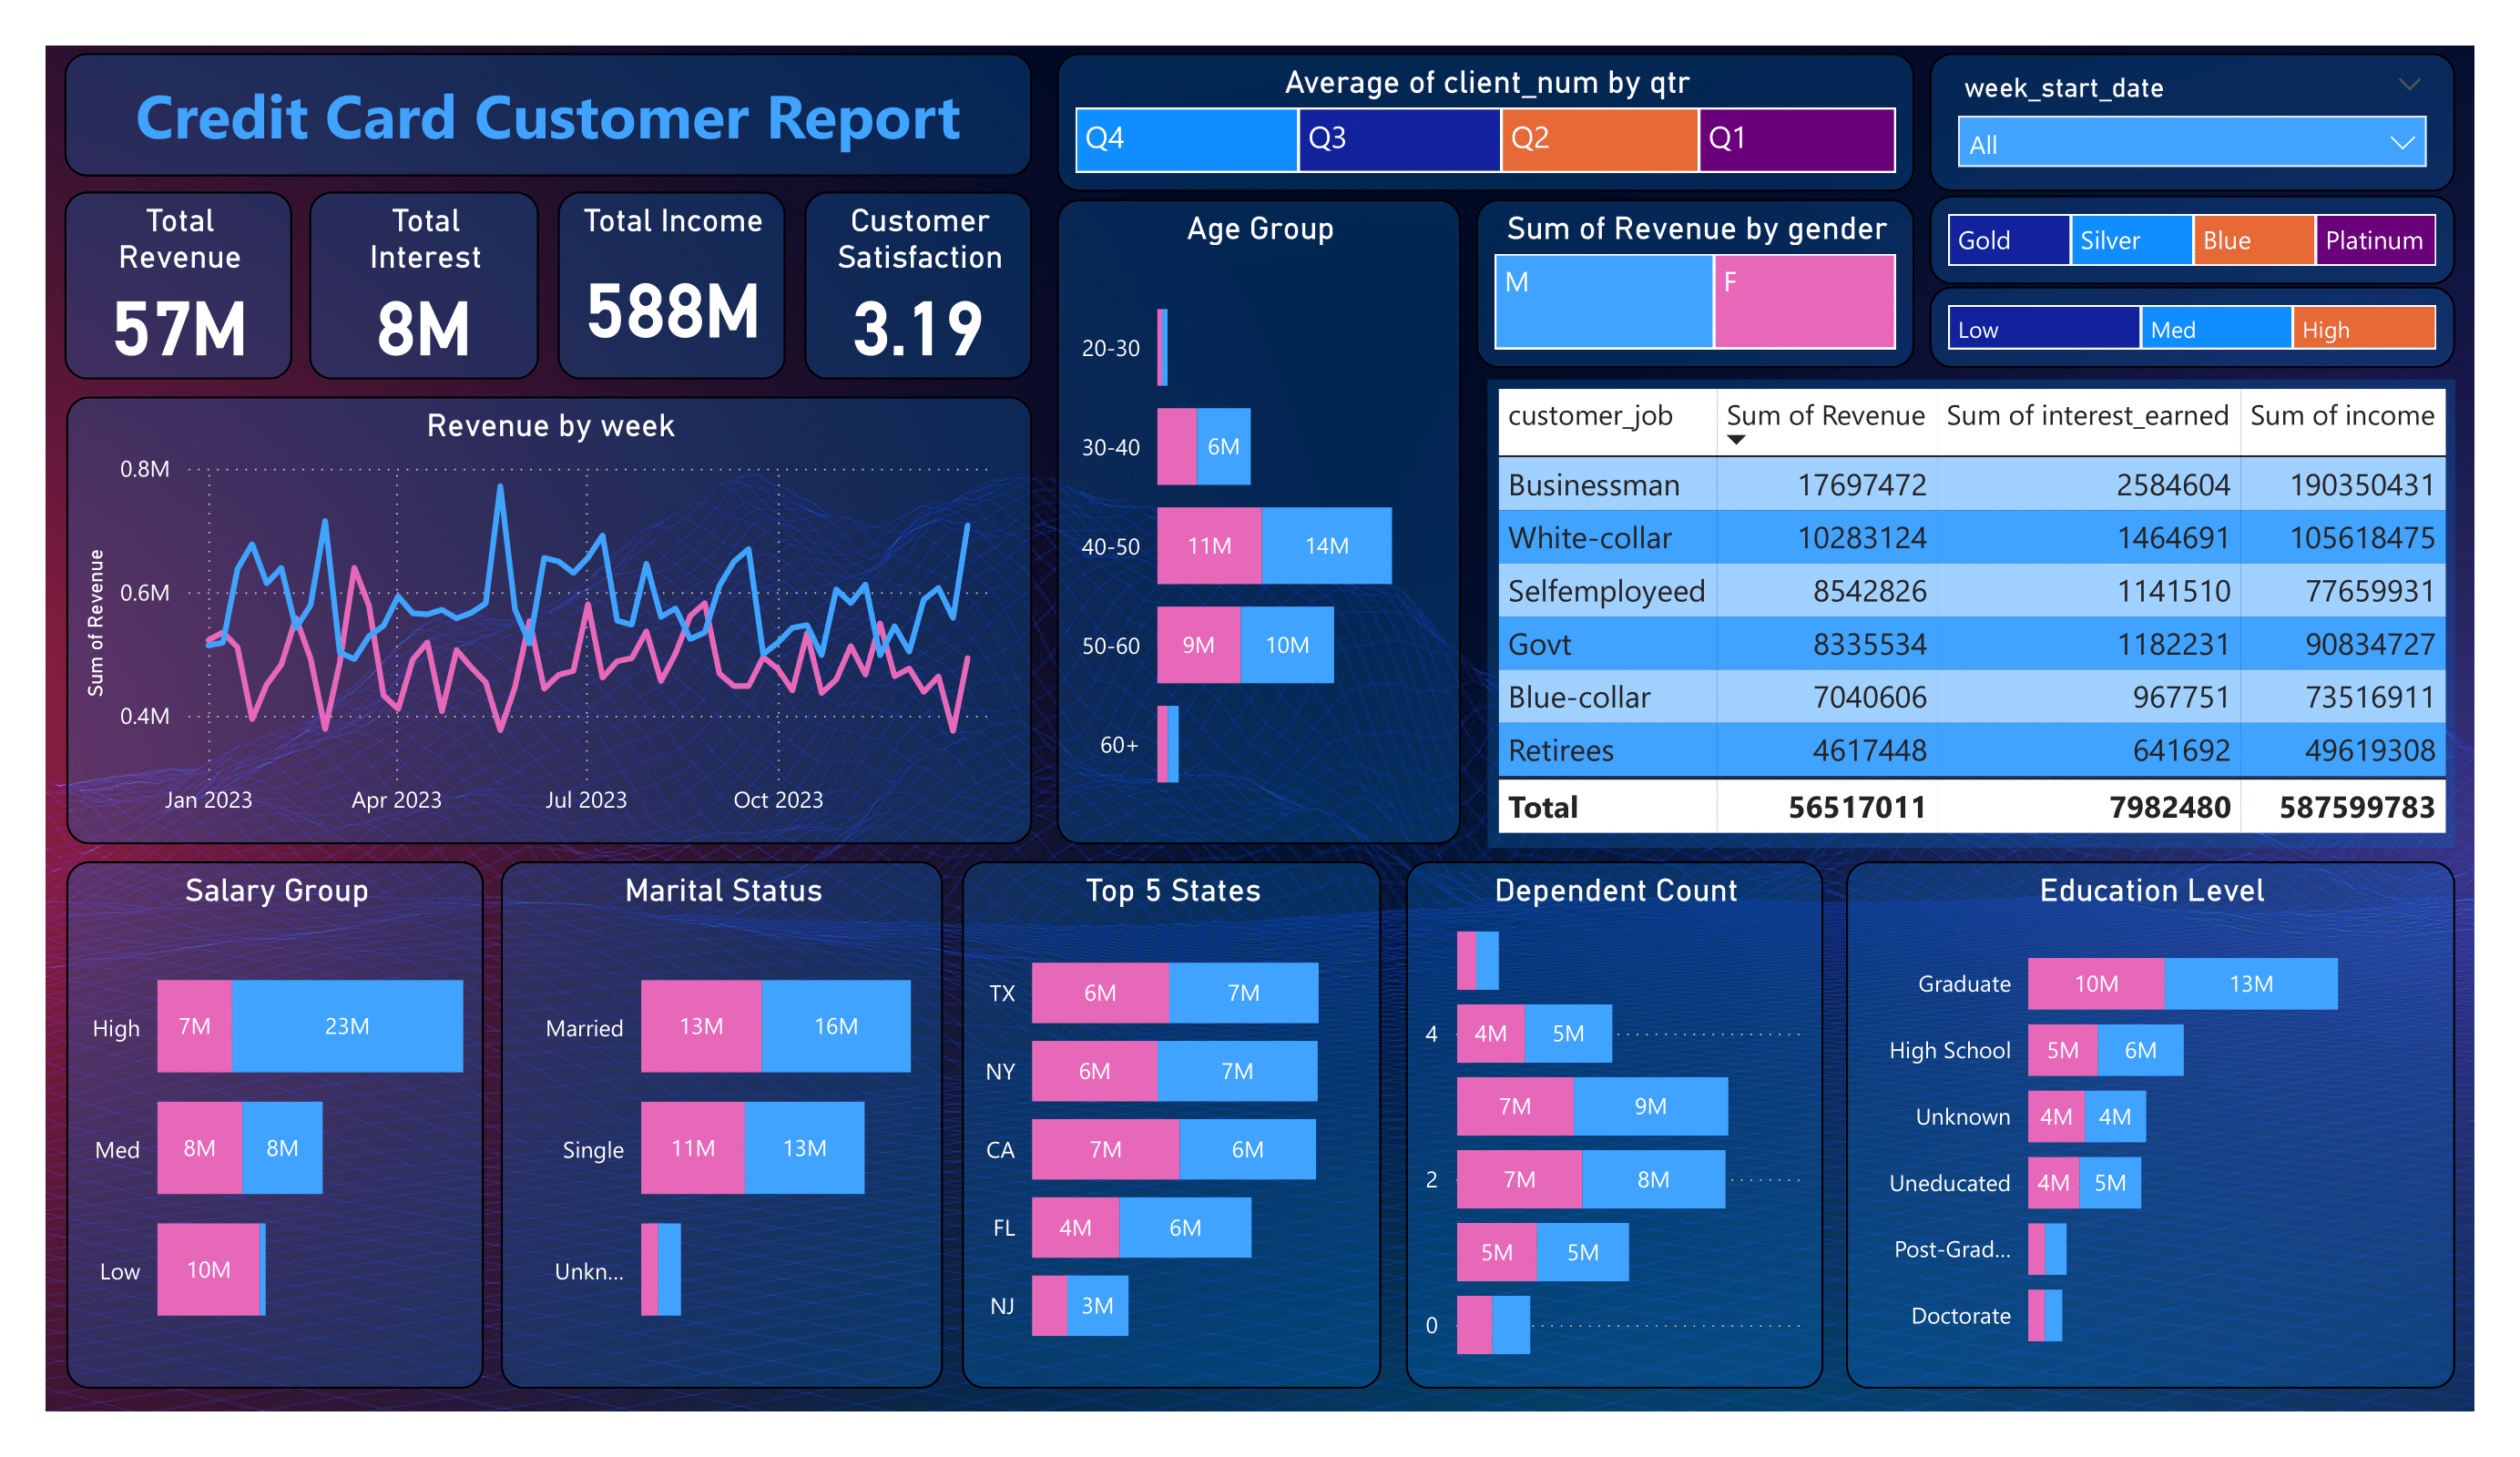 Credit Card Customer Report
Average of client_num by qtr
Q4 Q3 Q2 Q1
week_start_date
All
Total
Revenue
57M
Total
Interest
8M
Total Income
588M
Customer
Satisfaction
3.19
Age Group
20-30
30-40 6M
40-50 11M 14M
50-60 9M 10M
60+
Sum of Revenue by gender
M F
Gold Silver Blue Platinum
Low Med High
Revenue by week
Sum of Revenue
0.8M
0.6M
0.4M
Jan 2023 Apr 2023 Jul 2023 Oct 2023
customer_job Sum of Revenue Sum of interest_earned Sum of income
Businessman 17697472 2584604 190350431
White-collar 10283124 1464691 105618475
Selfemployeed 8542826 1141510 77659931
Govt 8335534 1182231 90834727
Blue-collar 7040606 967751 73516911
Retirees 4617448 641692 49619308
Total 56517011 7982480 587599783
Salary Group
High 7M 23M
Med 8M 8M
Low 10M
Marital Status
Married 13M 16M
Single 11M 13M
Unkn...
Top 5 States
TX 6M 7M
NY 6M 7M
CA 7M 6M
FL 4M 6M
NJ 3M
Dependent Count
4 4M 5M
7M 9M
2 7M 8M
5M 5M
0
Education Level
Graduate 10M 13M
High School 5M 6M
Unknown 4M 4M
Uneducated 4M 5M
Post-Grad...
Doctorate